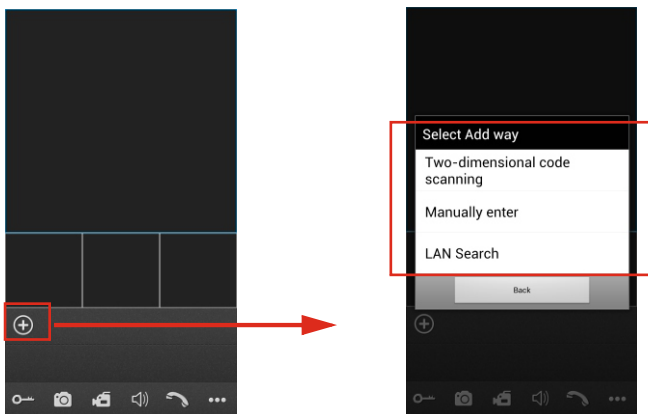 Select Add way
Two-dimensional code
scanning
Manually enter
LAN Search
Back